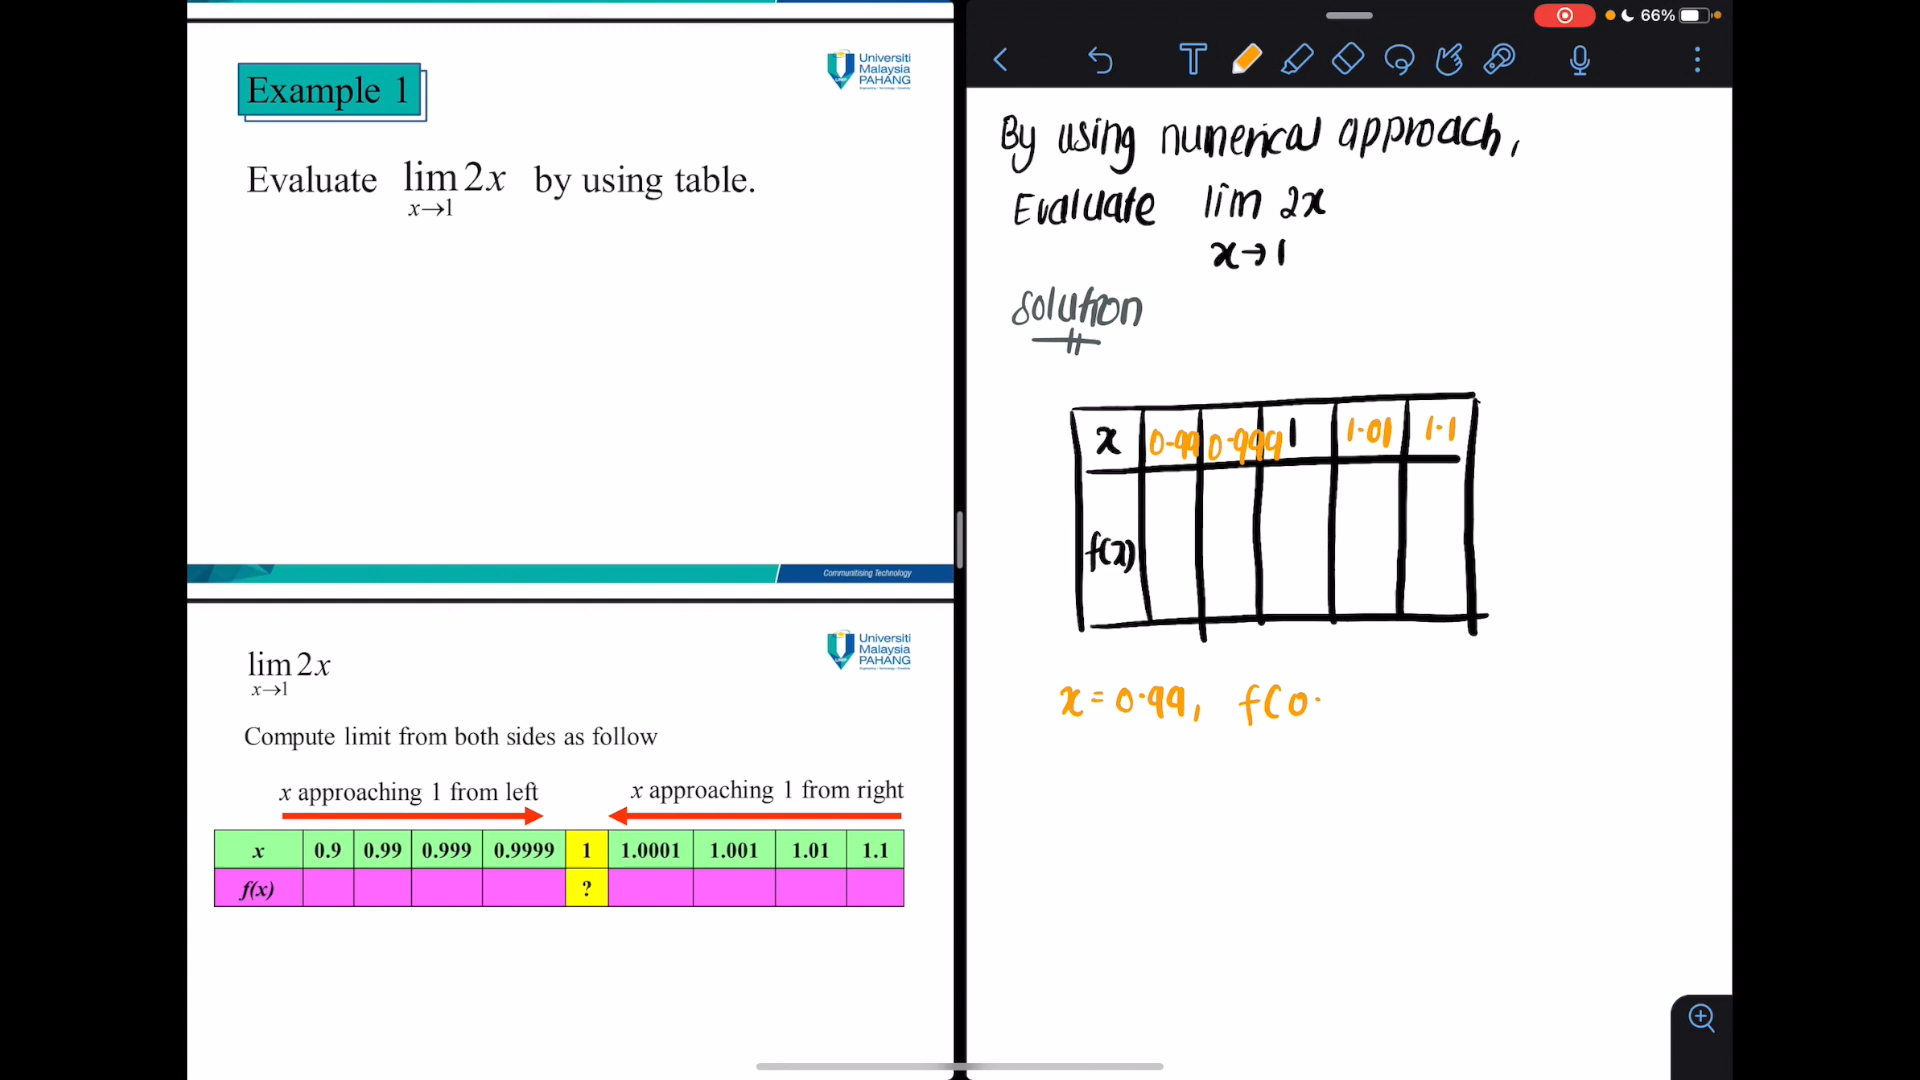 Example 1
Universiti
Malaysia
PAHANG
Evaluate lim 2x by using table.
x→1
Communitising Technology
Universiti
Malaysia
PAHANG
lim 2x
x→1
Compute limit from both sides as follow
x approaching 1 from left
x approaching 1 from right
x 0.9 0.99 0.999 0.9999 1 1.0001 1.001 1.01 1.1
f(x) ?
66%
By using numerical approach,
Evaluate lim 2x
x→1
solution
x 0.99 0.999 1 1.01 1.1
f(x)
x = 0.99, f(0.